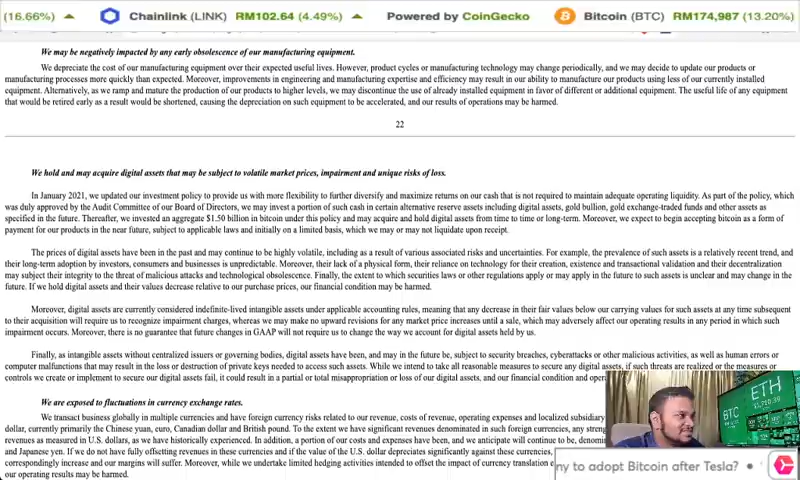 (16.66%) Chainlink (LINK) RM102.64 (4.49%) Powered by CoinGecko Bitcoin (BTC) RM174,987 (13.20%)
We may be negatively impacted by any early obsolescence of our manufacturing equipment.
We depreciate the cost of our manufacturing equipment over their expected useful lives. However, product cycles or manufacturing technology may change periodically, and we may decide to update our products or
manufacturing processes more quickly than expected. Moreover, improvements in engineering and manufacturing expertise and efficiency may result in our ability to manufacture our products using less of our currently installed
equipment. Alternatively, as we ramp and mature the production of our products to higher levels, we may discontinue the use of already installed equipment in favor of different or additional equipment. The useful life of any equipment
that would be retired early as a result would be shortened, causing the depreciation on such equipment to be accelerated, and our results of operations may be harmed.
22
We hold and may acquire digital assets that may be subject to volatile market prices, impairment and unique risks of loss.
In January 2021, we updated our investment policy to provide us with more flexibility to further diversify and maximize returns on our cash that is not required to maintain adequate operating liquidity. As part of the policy, which
was duly approved by the Audit Committee of our Board of Directors, we may invest a portion of such cash in certain alternative reserve assets including digital assets, gold bullion, gold exchange-traded funds and other assets as
specified in the future. Thereafter, we invested an aggregate $1.50 billion in bitcoin under this policy and may acquire and hold digital assets from time to time or long-term. Moreover, we expect to begin accepting bitcoin as a form of
payment for our products in the near future, subject to applicable laws and initially on a limited basis, which we may or may not liquidate upon receipt.
The prices of digital assets have been in the past and may continue to be highly volatile, including as a result of various associated risks and uncertainties. For example, the prevalence of such assets is a relatively recent trend, and
their long-term adoption by investors, consumers and businesses is unpredictable. Moreover, their lack of a physical form, their reliance on technology for their creation, existence and transactional validation and their decentralization
may subject their integrity to the threat of malicious attacks and technological obsolescence. Finally, the extent to which securities laws or other regulations apply or may apply in the future to such assets is unclear and may change in the
future. If we hold digital assets and their values decrease relative to our purchase prices, our financial condition may be harmed.
Moreover, digital assets are currently considered indefinite-lived intangible assets under applicable accounting rules, meaning that any decrease in their fair values below our carrying values for such assets at any time subsequent
to their acquisition will require us to recognize impairment charges, whereas we may make no upward revisions for any market price increases until a sale, which may adversely affect our operating results in any period in which such
impairment occurs. Moreover, there is no guarantee that future changes in GAAP will not require us to change the way we account for digital assets held by us.
Finally, as intangible assets without centralized issuers or governing bodies, digital assets have been, and may in the future be, subject to security breaches, cyberattacks or other malicious activities, as well as human errors or
computer malfunctions that may result in the loss or destruction of private keys needed to access such assets. While we intend to take all reasonable measures to secure any digital assets, if such threats are realized or the measures or
controls we create or implement to secure our digital assets fail, it could result in a partial or total misappropriation or loss of our digital assets, and our financial condition and oper
We are exposed to fluctuations in currency exchange rates.
We transact business globally in multiple currencies and have foreign currency risks related to our revenue, costs of revenue, operating expenses and localized subsidiary
dollar, currently primarily the Chinese yuan, euro, Canadian dollar and British pound. To the extent we have significant revenues denominated in such foreign currencies, any streng
revenues as measured in U.S. dollars, as we have historically experienced. In addition, a portion of our costs and expenses have been, and we anticipate will continue to be, denomi
and Japanese yen. If we do not have fully offsetting revenues in these currencies and if the value of the U.S. dollar depreciates significantly against these currencies,
correspondingly increase and our margins will suffer. Moreover, while we undertake limited hedging activities intended to offset the impact of currency translation e
our operating results may be harmed.
BTC
ETH
ny to adopt Bitcoin after Tesla?